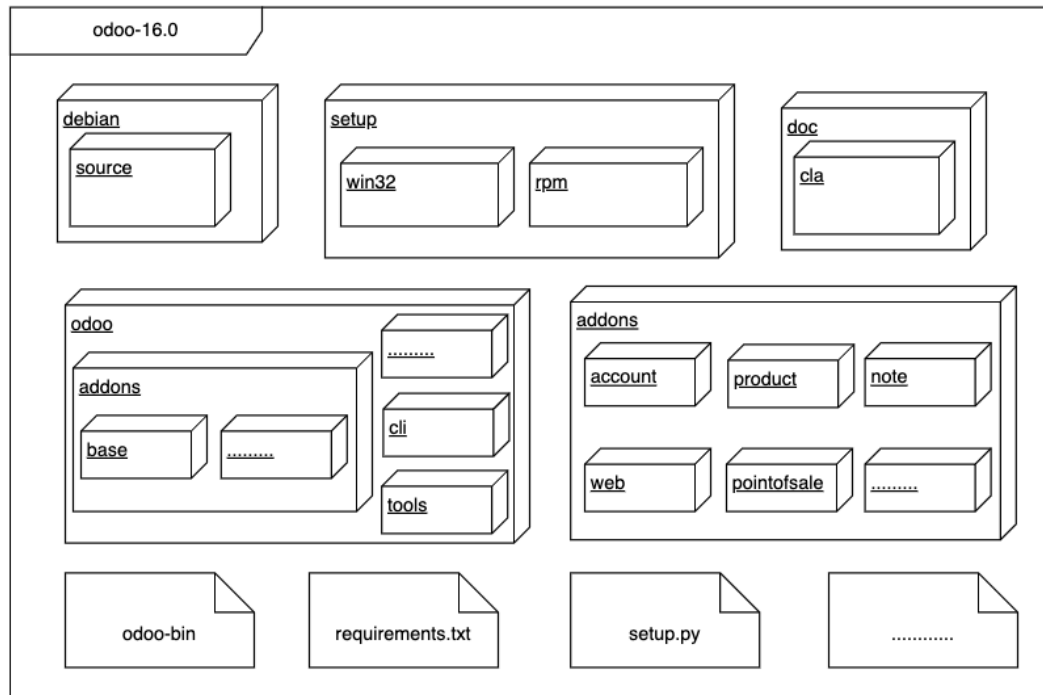 odoo-16.0
debian
source
setup
win32
rpm
doc
cla
odoo
.........
addons
base
.........
cli
tools
addons
account
product
note
web
pointofsale
.........
odoo-bin
requirements.txt
setup.py
............